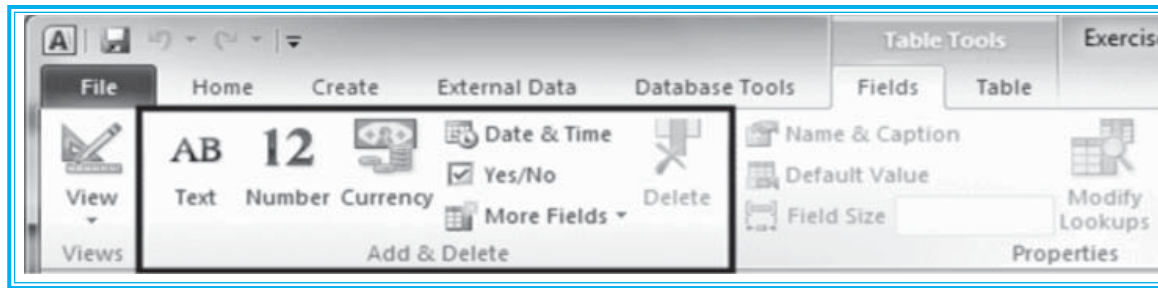 A
Table Tools Exercis
File Home Create External Data Database Tools Fields Table
AB 12 Date & Time Name & Caption
Yes/No Default Value
View Text Number Currency More Fields Delete Field Size Modify Lookups
Views Add & Delete Properties